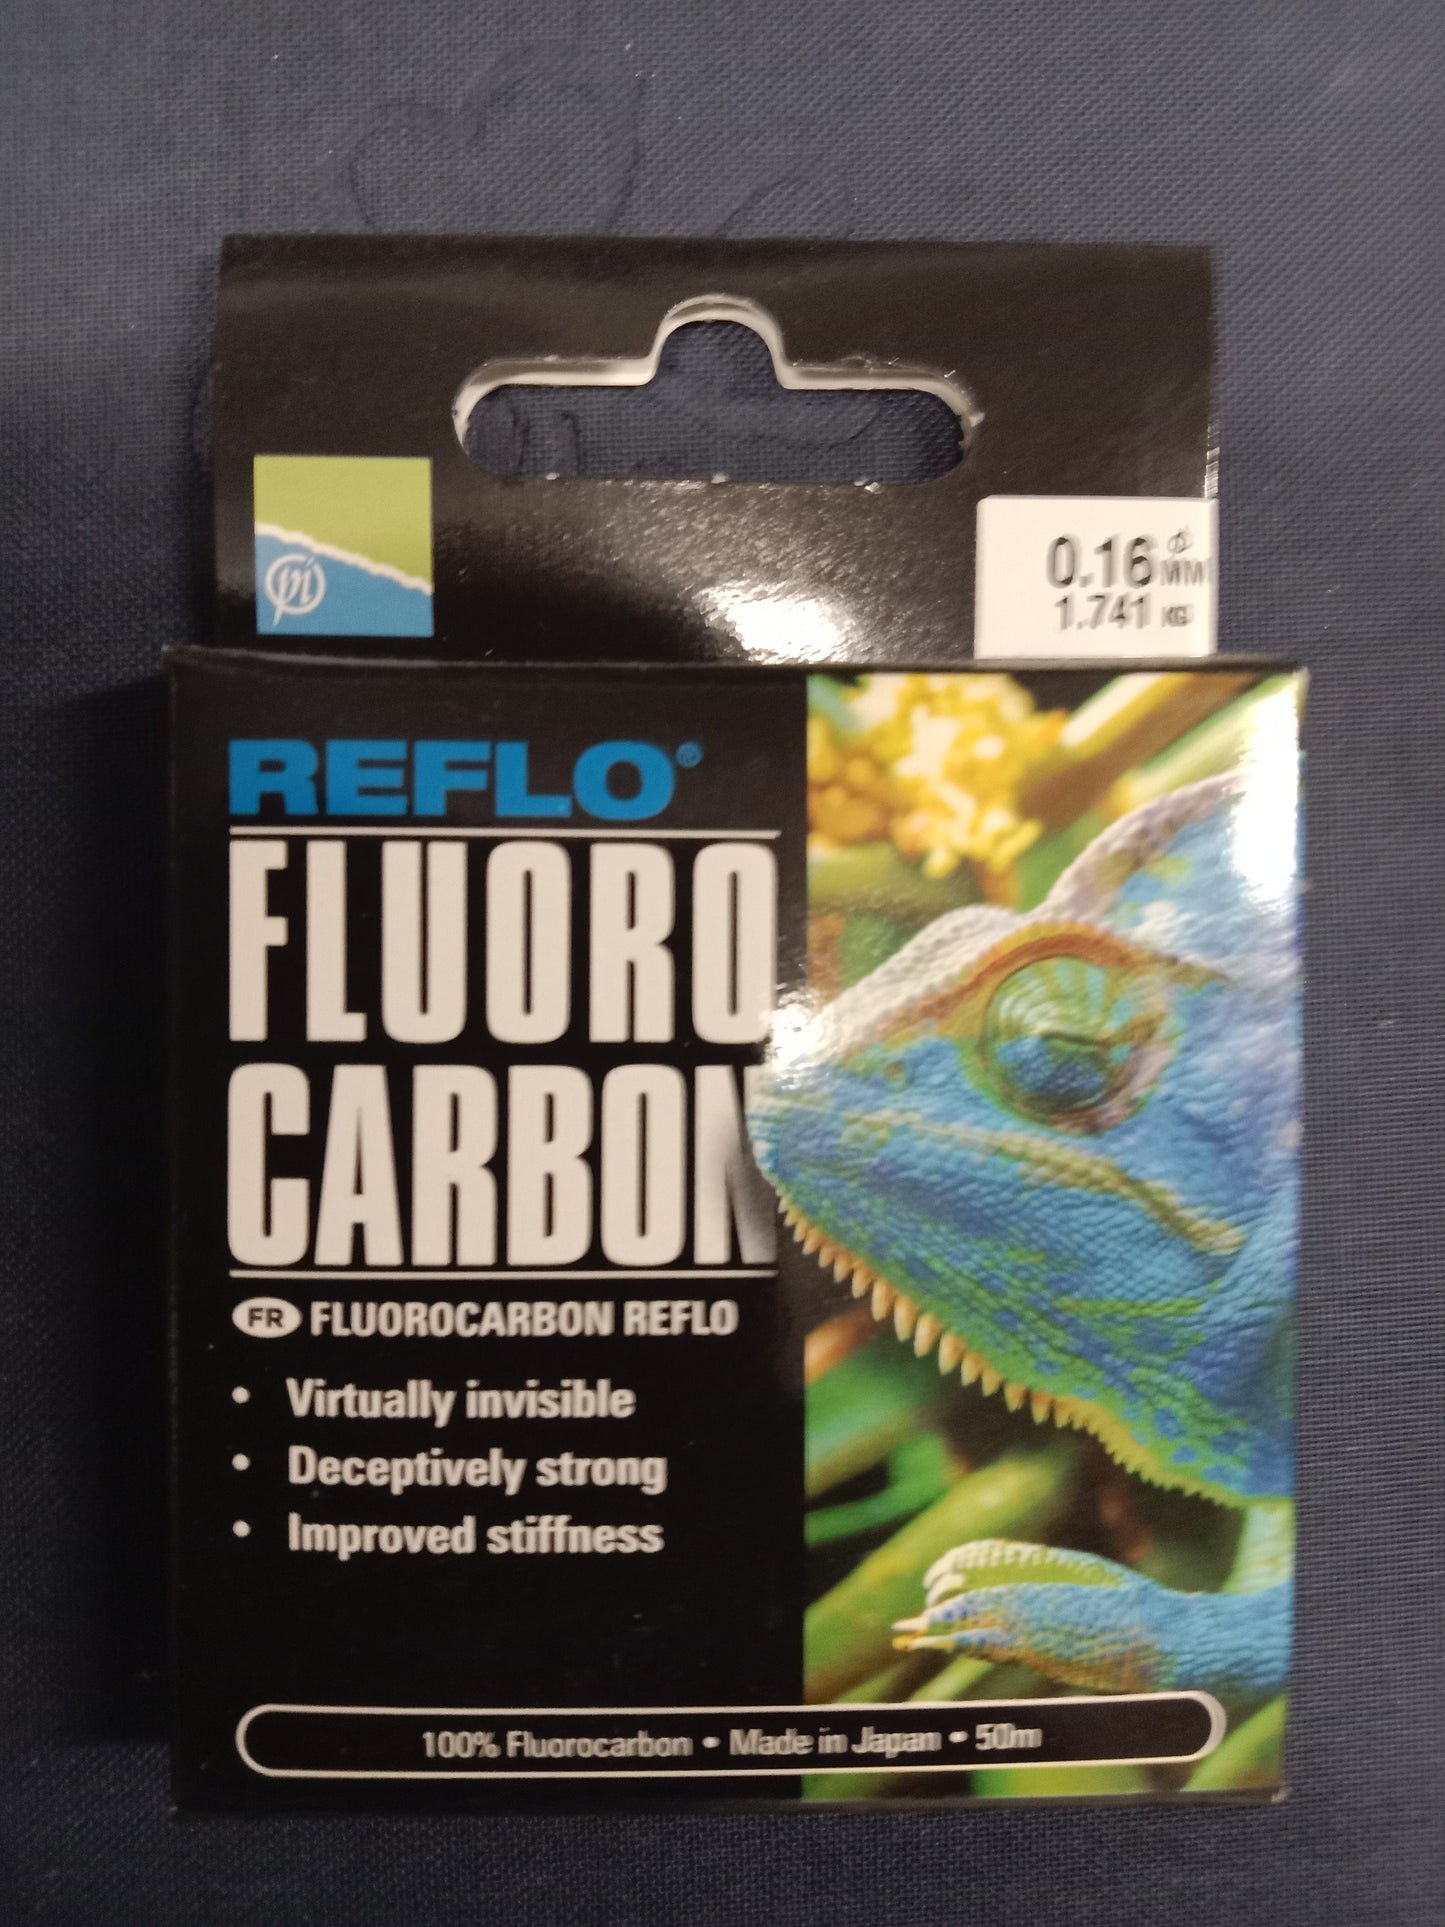 pi
0.16 ø MM
1.741 KG
REFLO®
FLUORO
CARBON
FR FLUOROCARBON REFLO
• Virtually invisible
• Deceptively strong
• Improved stiffness
100% Fluorocarbon • Made in Japan • 50m